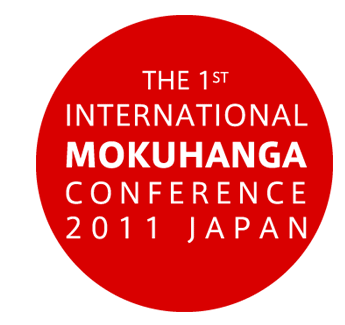 THE 1ST
INTERNATIONAL
MOKUHANGA
CONFERENCE
2011 JAPAN